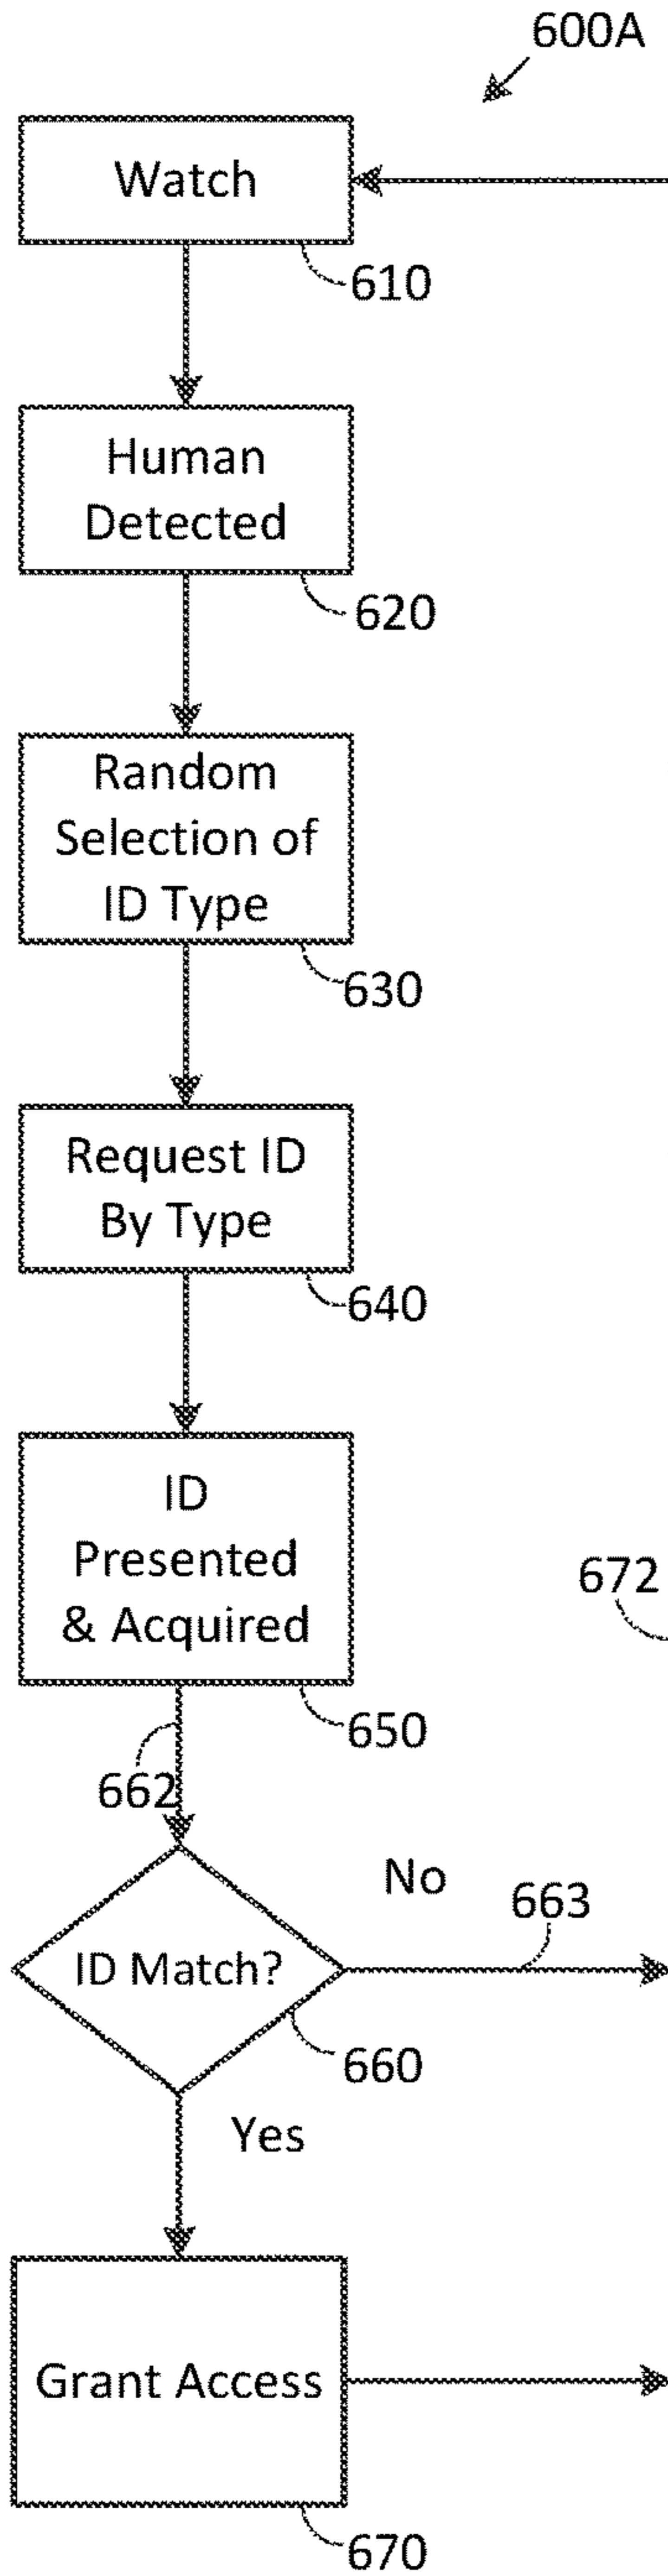 600A
Watch
610
Human
Detected
620
Random
Selection of
ID Type
630
Request ID
By Type
640
ID
Presented
& Acquired
672
650
662
No
663
ID Match?
660
Yes
Grant Access
670